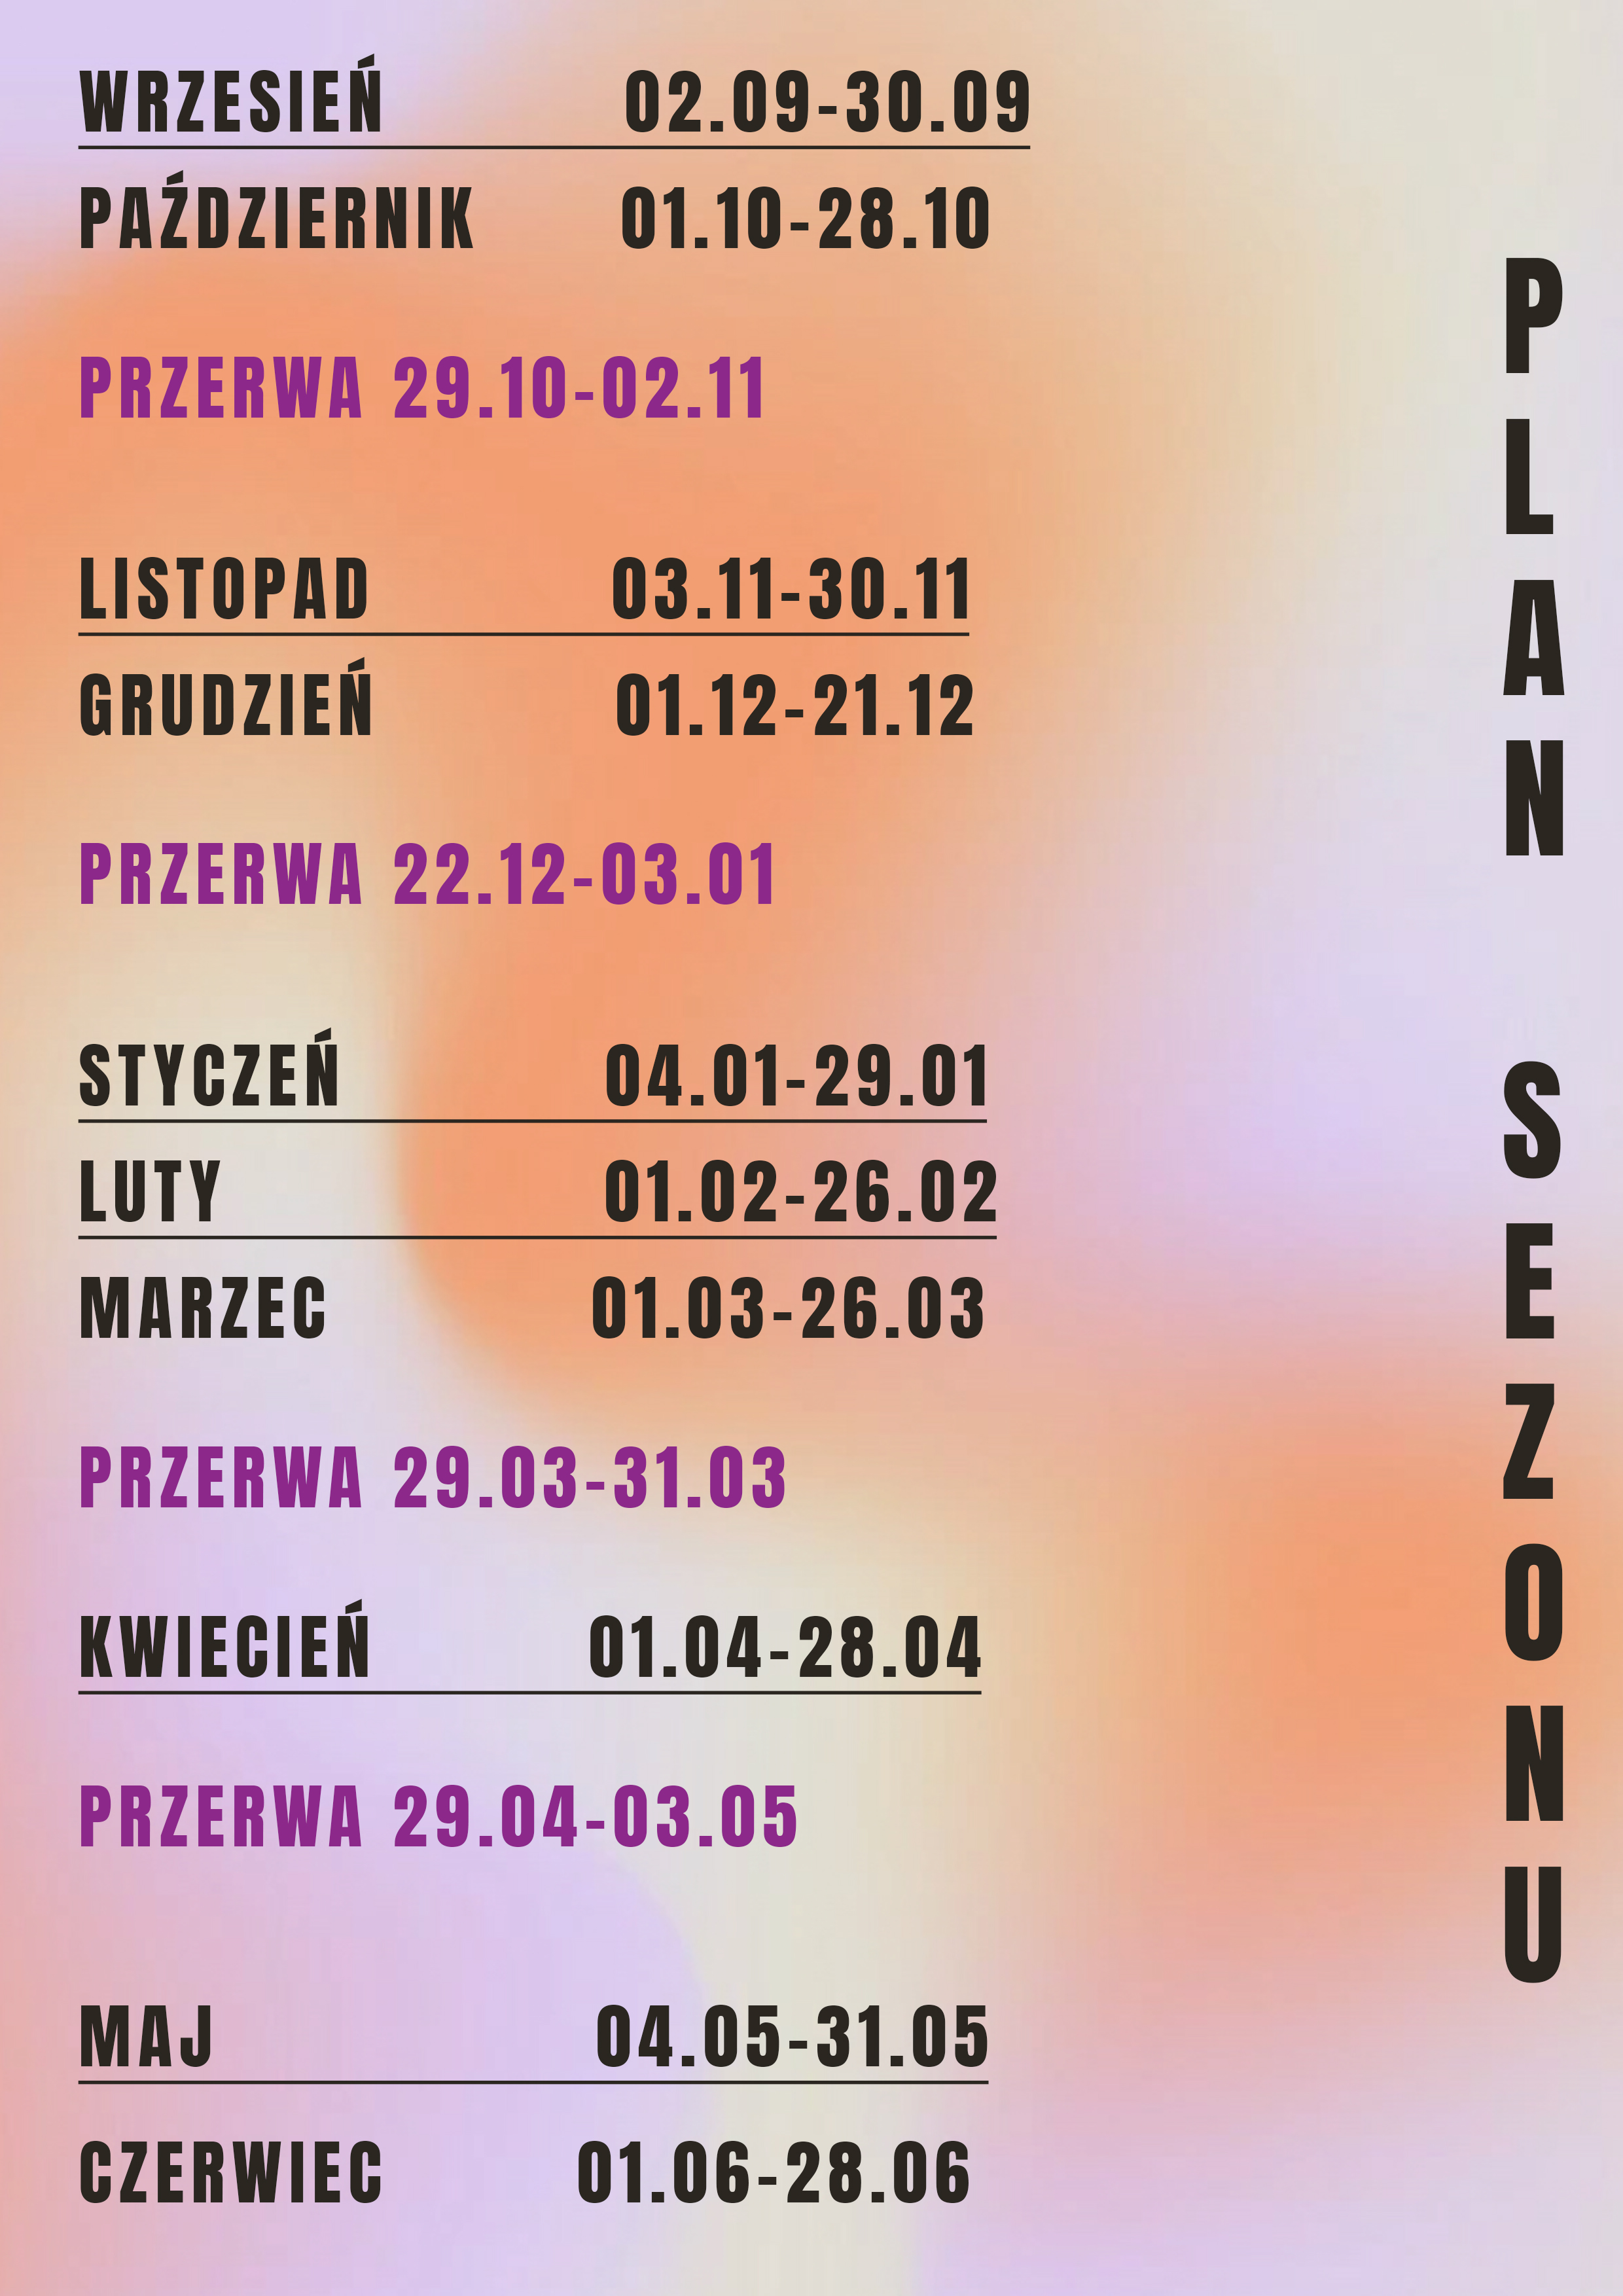 WRZESIEŃ 02.09-30.09
PAŹDZIERNIK 01.10-28.10
PRZERWA 29.10-02.11
LISTOPAD 03.11-30.11
GRUDZIEŃ 01.12-21.12
PRZERWA 22.12-03.01
STYCZEŃ 04.01-29.01
LUTY 01.02-26.02
MARZEC 01.03-26.03
PRZERWA 29.03-31.03
KWIECIEŃ 01.04-28.04
PRZERWA 29.04-03.05
MAJ 04.05-31.05
CZERWIEC 01.06-28.06
PLAN SEZONU